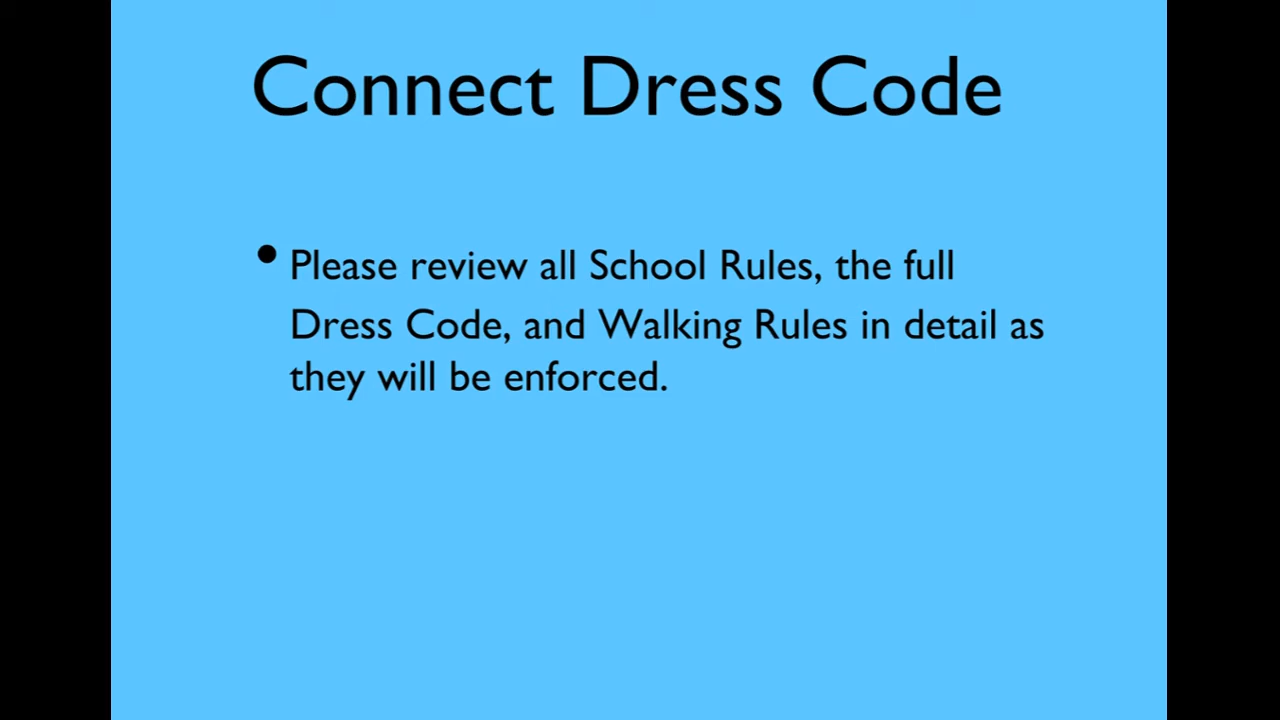 Connect Dress Code
• Please review all School Rules, the full
Dress Code, and Walking Rules in detail as
they will be enforced.